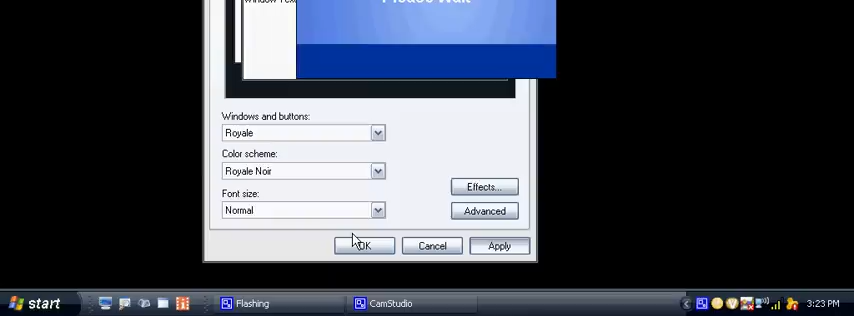 Please Wait
Windows and buttons:
Royale
Color scheme:
Royale Noir
Effects...
Font size:
Normal
Advanced
OK
Cancel
Apply
start
Flashing
CamStudio
3:23 PM